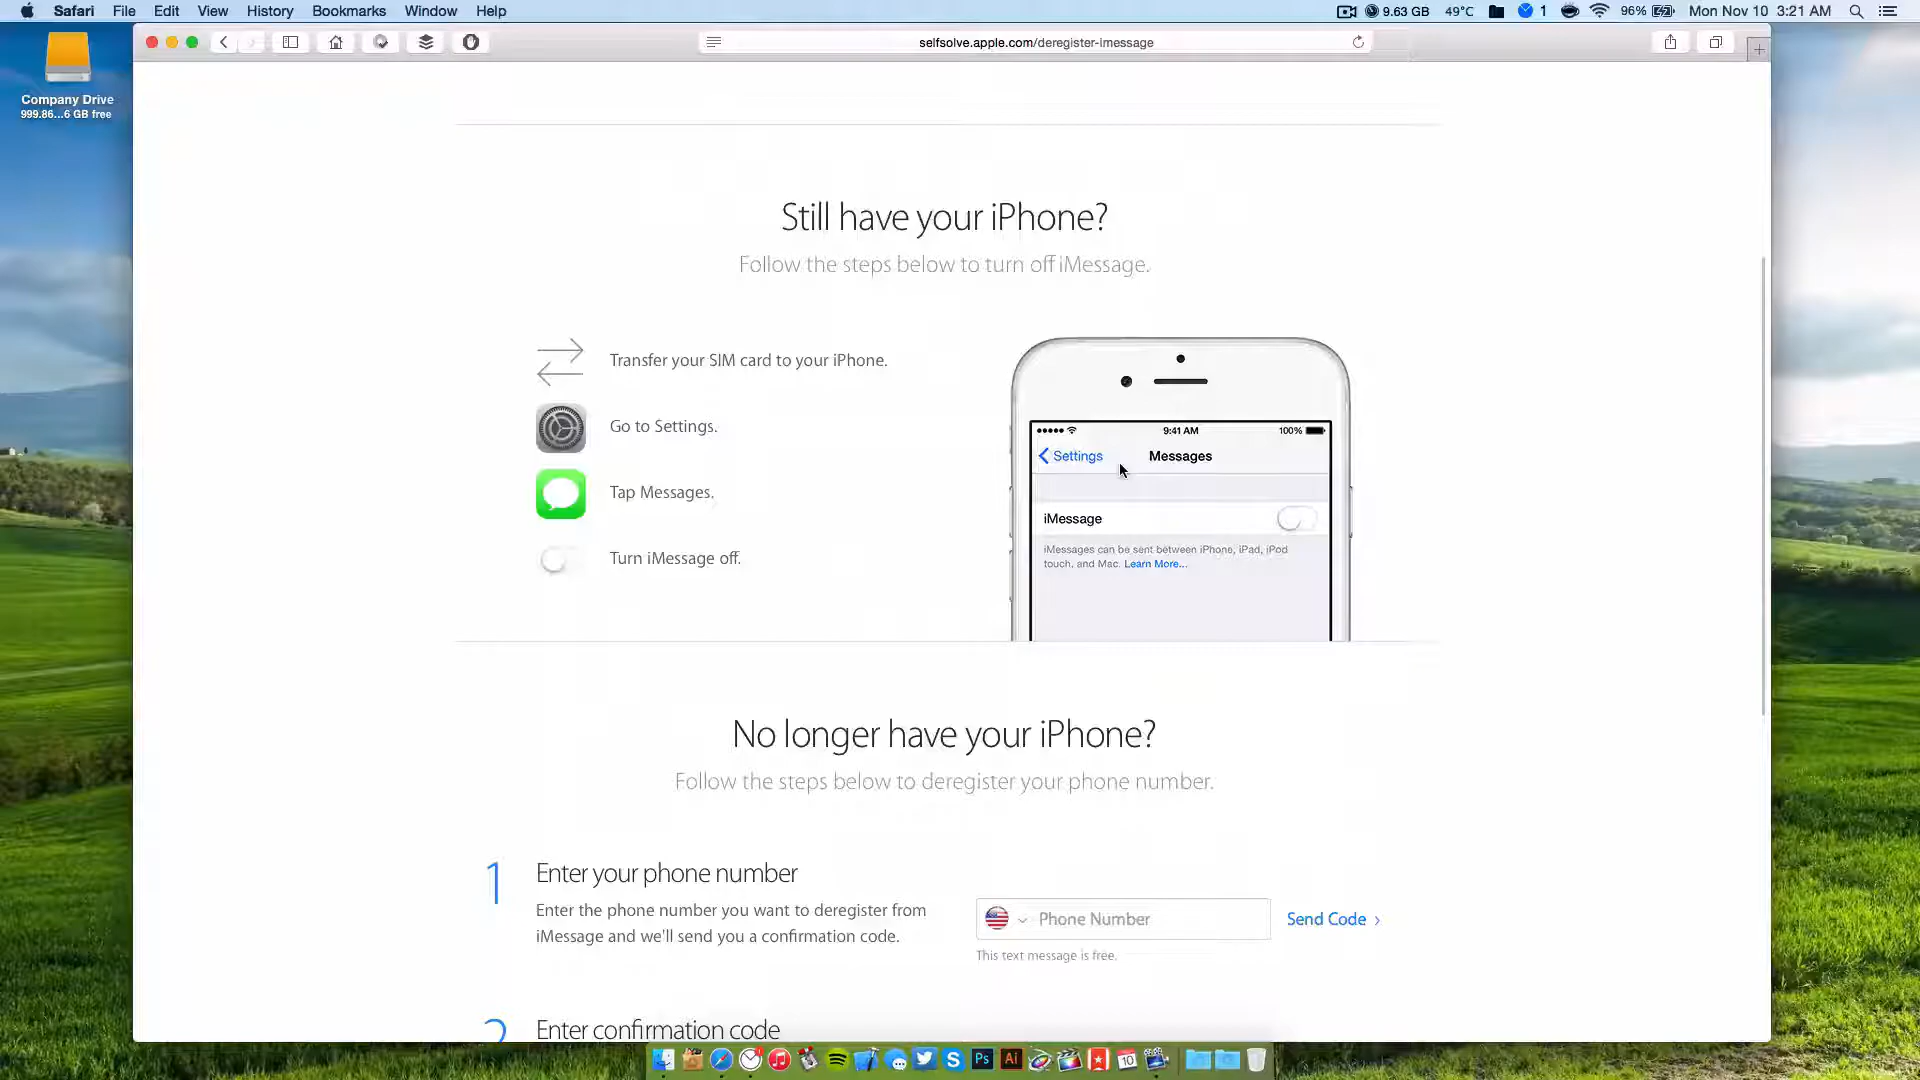 Safari File Edit View History Bookmarks Window Help 9.63 GB 49°C 1 96% Mon Nov 10 3:21 AM
selfsolve.apple.com/deregister-imessage
Company Drive
999.86...6 GB free
Still have your iPhone?
Follow the steps below to turn off iMessage.
Transfer your SIM card to your iPhone.
Go to Settings.
Tap Messages.
Turn iMessage off.
9:41 AM 100%
Settings Messages
iMessage
iMessages can be sent between iPhone, iPad, iPod
touch, and Mac. Learn More...
No longer have your iPhone?
Follow the steps below to deregister your phone number.
1 Enter your phone number
Enter the phone number you want to deregister from
iMessage and we'll send you a confirmation code.
Phone Number Send Code
This text message is free.
2 Enter confirmation code
Ps Ai 10